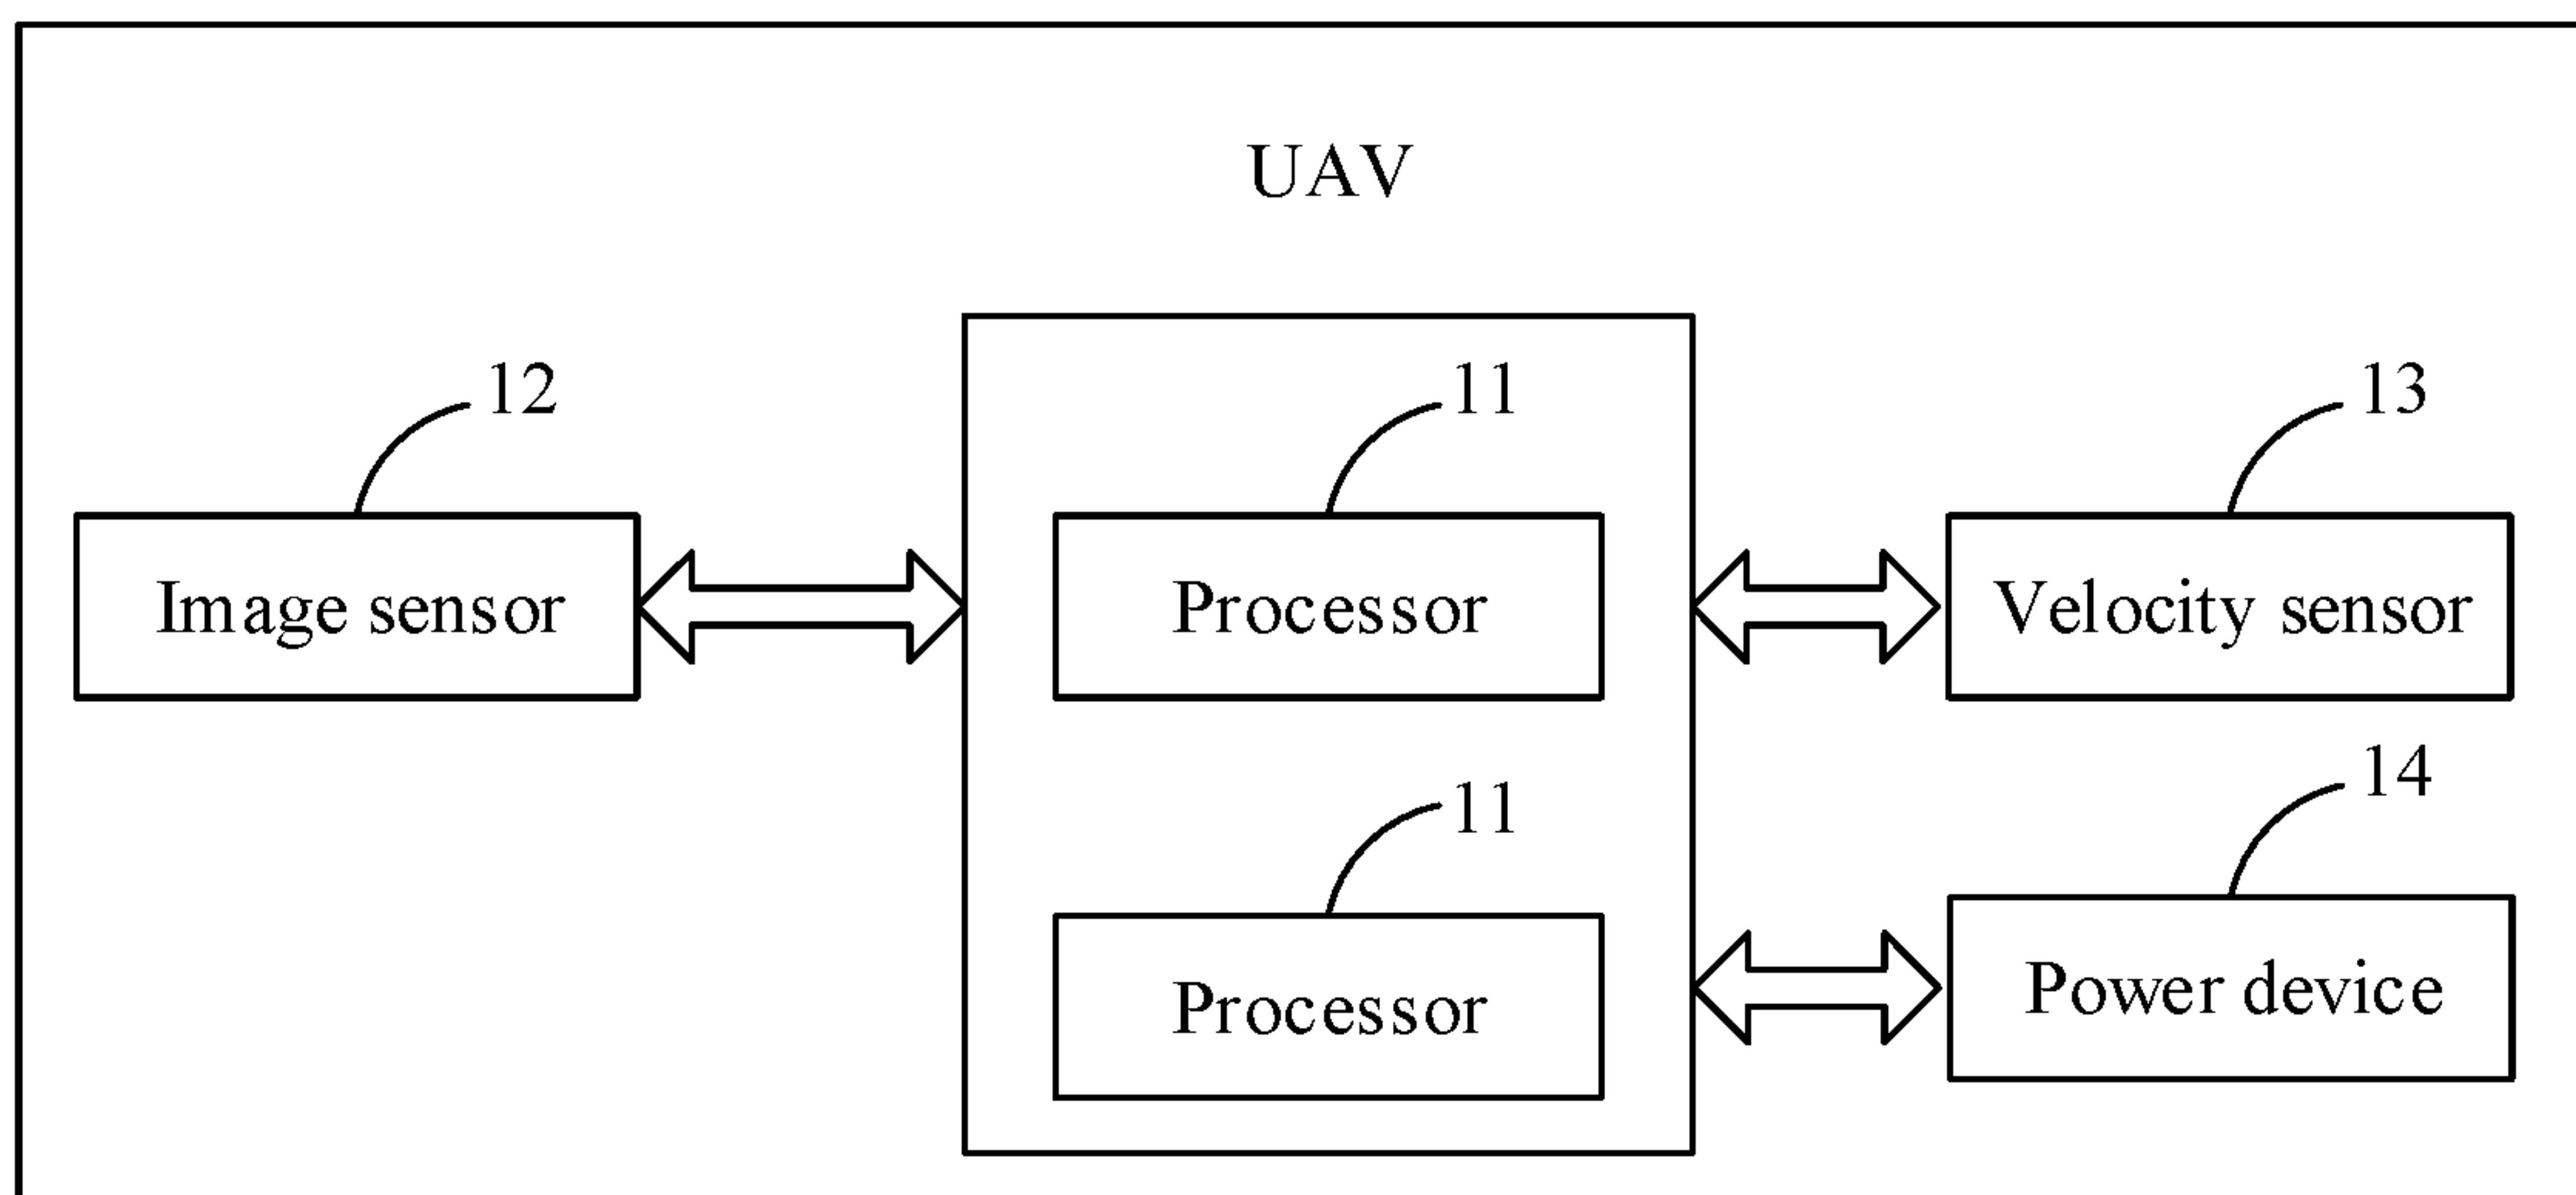 UAV
12
11
13
Image sensor
Processor
Velocity sensor
14
11
Power device
Processor